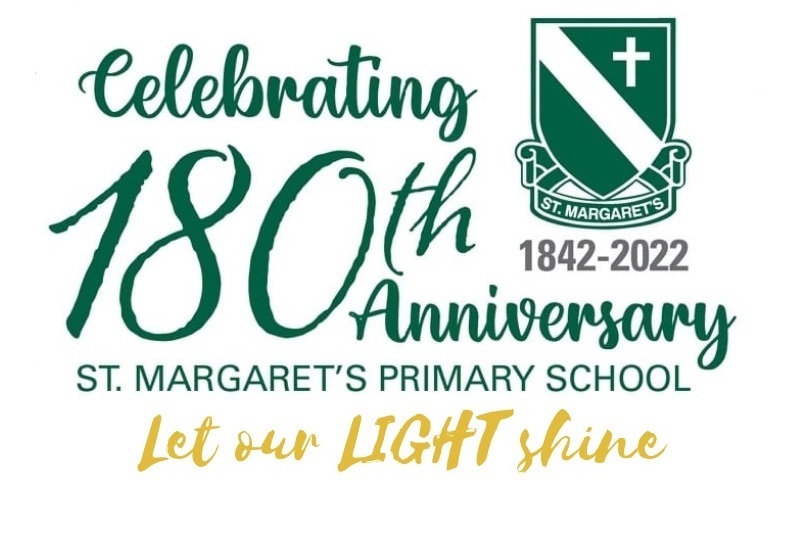 Celebrating
180th
Anniversary
ST. MARGARET'S
1842-2022
ST. MARGARET'S PRIMARY SCHOOL
Let our LIGHT shine